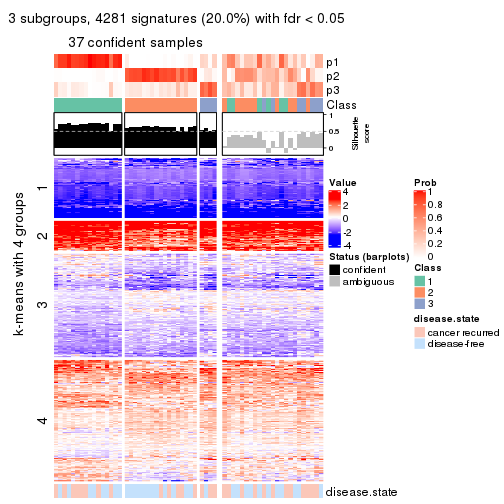 3 subgroups, 4281 signatures (20.0%) with fdr < 0.05
37 confident samples
p1
p2
p3
Class
1
0.5
0
Silhouette
score
k-means with 4 groups
1
2
3
4
Value
4
2
0
-2
-4
Status (barplots)
confident
ambiguous
Prob
1
0.8
0.6
0.4
0.2
0
Class
1
2
3
disease.state
cancer recurred
disease-free
disease.state